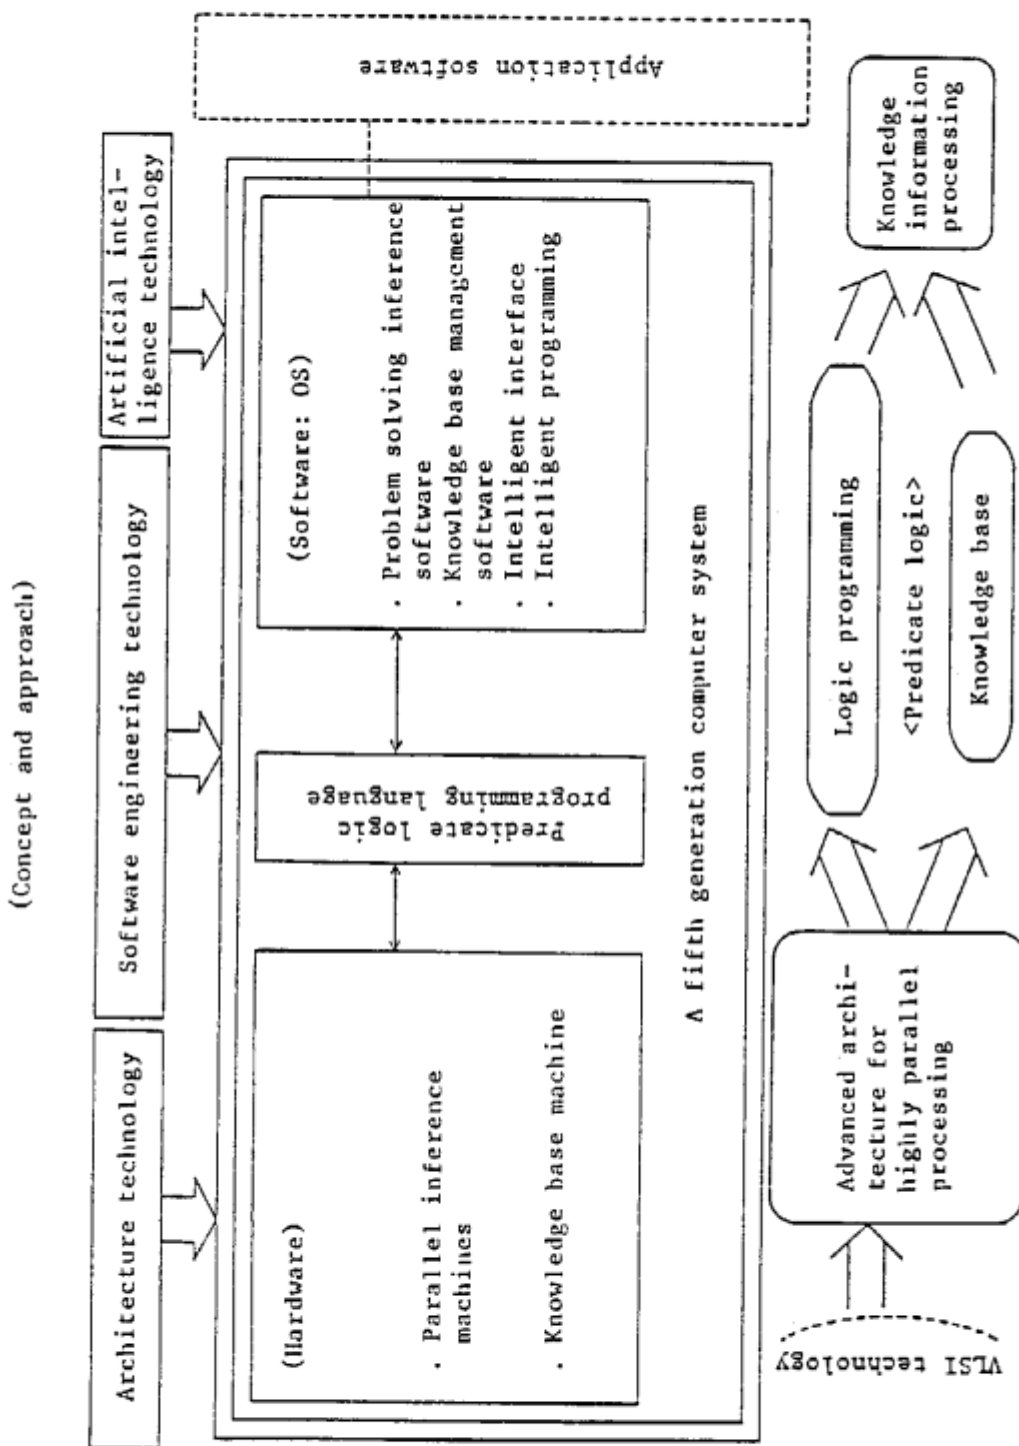 (Concept and approach)
Architecture technology
Software engineering technology
Artificial intel-
ligence technology
(Hardware)
· Parallel inference
machines
· Knowledge base machine
Predicate logic
programming language
(Software: OS)
· Problem solving inference
software
· Knowledge base managcment
software
· Intelligent interface
· Intelligent programming
A fifth generation computer system
Application software
VLSI technology
Advanced archi-
tecture for
highly parallel
processing
Logic programming
<Predicate logic>
Knowledge base
Knowledge
information
processing